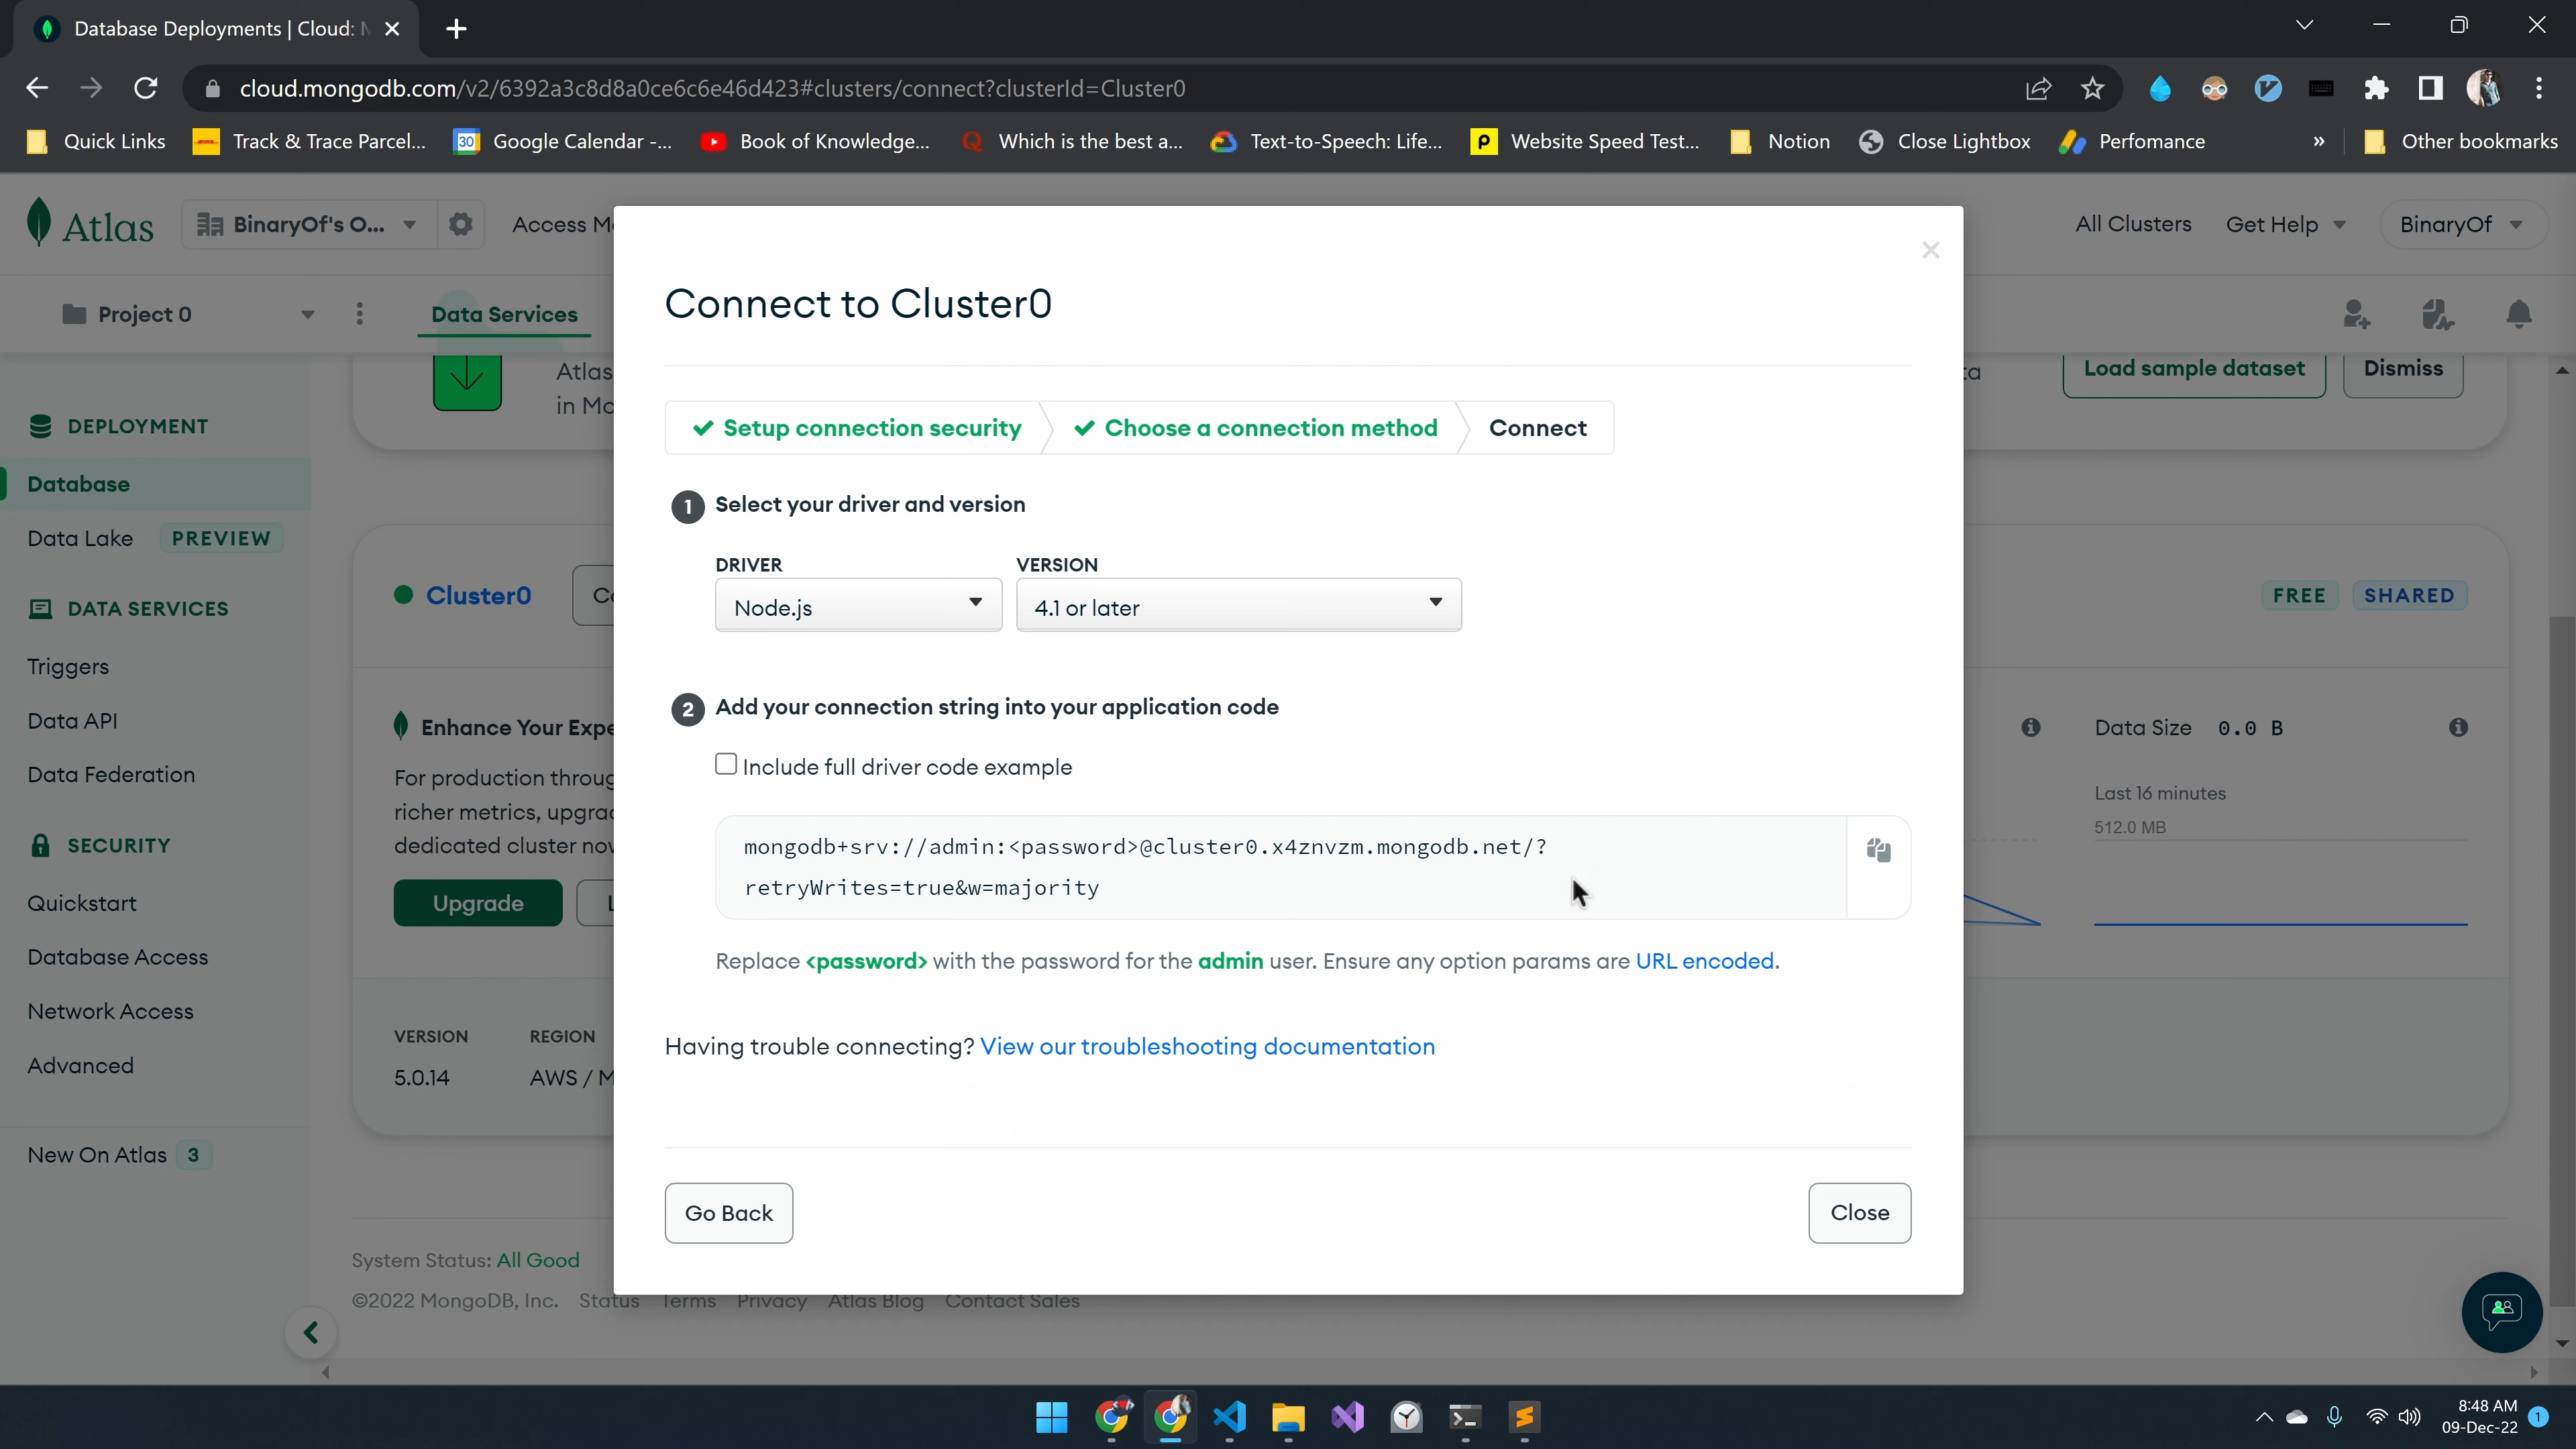 Database Deployments | Cloud: M
cloud.mongodb.com/v2/6392a3c8d8a0ce6c6e46d423#clusters/connect?clusterId=Cluster0
Quick Links
Track & Trace Parcel...
Google Calendar -...
Book of Knowledge...
Which is the best a...
Text-to-Speech: Life...
Website Speed Test...
Notion
Close Lightbox
Perfomance
»
Other bookmarks
Atlas
BinaryOf's O...
Access M
All Clusters
Get Help
BinaryOf
Project 0
Data Services
Atlas
in Mo
ta
Load sample dataset
Dismiss
DEPLOYMENT
Database
Data Lake PREVIEW
DATA SERVICES
Triggers
Data API
Data Federation
SECURITY
Quickstart
Database Access
Network Access
Advanced
New On Atlas 3
Cluster0
Co
FREE
SHARED
Enhance Your Expe
For production throug
richer metrics, upgra
dedicated cluster no
Upgrade
L
VERSION
REGION
5.0.14
AWS / M
Data Size 0.0 B
Last 16 minutes
512.0 MB
System Status: All Good
©2022 MongoDB, Inc. Status Terms Privacy Atlas Blog Contact Sales
Connect to Cluster0
✔ Setup connection security
✔ Choose a connection method
Connect
1 Select your driver and version
DRIVER
VERSION
Node.js
4.1 or later
2 Add your connection string into your application code
Include full driver code example
mongodb+srv://admin:<password>@cluster0.x4znvzm.mongodb.net/?
retryWrites=true&w=majority
Replace <password> with the password for the admin user. Ensure any option params are URL encoded.
Having trouble connecting? View our troubleshooting documentation
Go Back
Close
8:48 AM
09-Dec-22
1